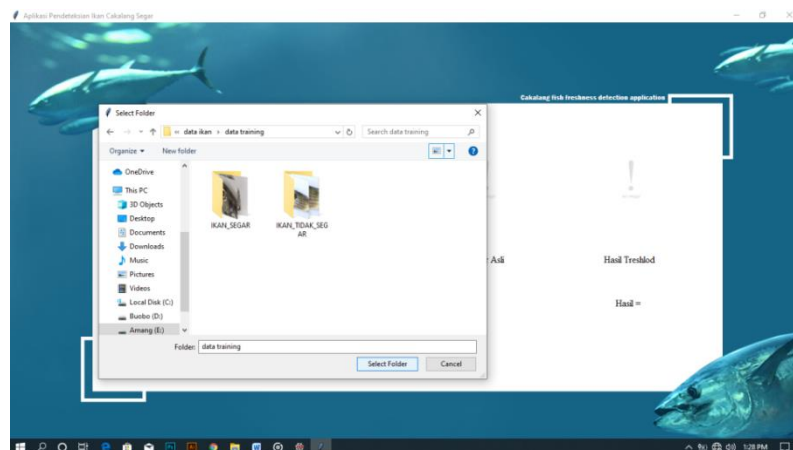 Aplikasi Pendeteksian Ikan Cakalang Segar
Cakalang fish freshness detection application
Select Folder
« data ikan › data training
Search data training
Organize
New folder
OneDrive
This PC
3D Objects
Desktop
Documents
Downloads
Music
Pictures
Videos
Local Disk (C:)
Buobo (D:)
Amang (E:)
IKAN_SEGAR
IKAN_TIDAK_SEG
AR
Asli
Hasil Treshlod
Hasil =
Folder: data training
Select Folder
Cancel
1:28 PM